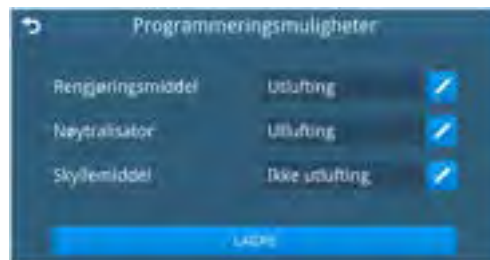 Programmeringsmuligheter
Rengjøringsmiddel Utlufting
Nøytralisator Utlufting
Skyllemiddel Ikke utlufting
LAGRE